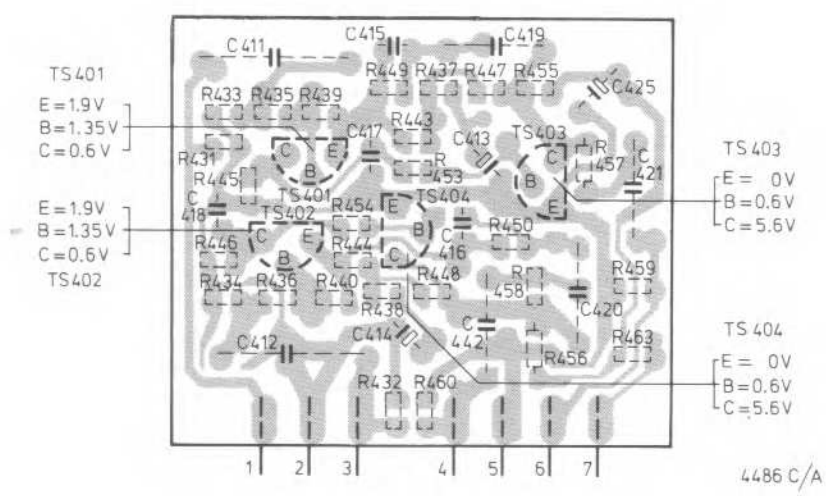 C415
C419
C411
TS401
R449
R437
R447
R455
C425
E=1.9V
B=1.35V
C=0.6V
R433
R435
R439
R443
C417
C413
TS403
R431
C
E
B
R
453
C
B
E
R
457
C
421
TS403
E= 0V
B=0.6V
C=5.6V
R445
TS401
TS404
C
418
TS402
R454
E
B
C
E=1.9V
B=1.35V
C=0.6V
TS402
C
E
B
R446
R444
C
416
R450
R434
R436
R440
R438
R448
R
458
C420
R459
C414
C
442
R456
R463
C412
TS404
E= 0V
B=0.6V
C=5.6V
R432
R460
1
2
3
4
5
6
7
4486 C/A